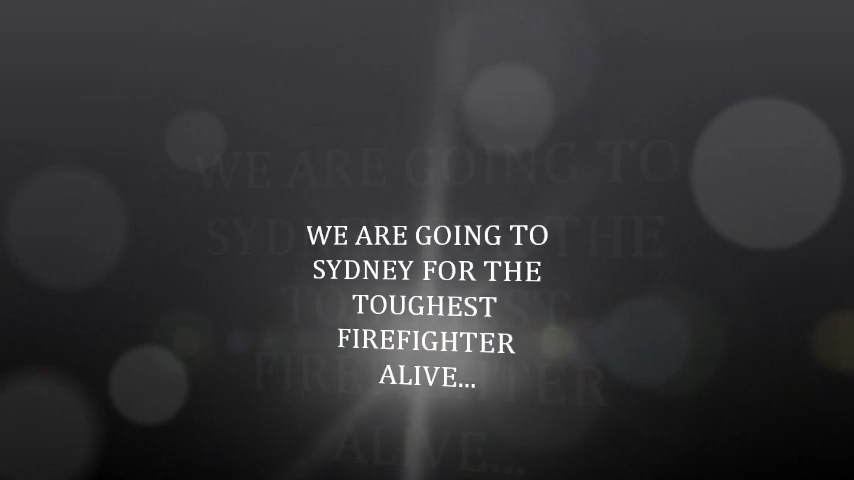 WE ARE GOING TO
SYDNEY FOR THE
TOUGHEST
FIREFIGHTER
ALIVE...